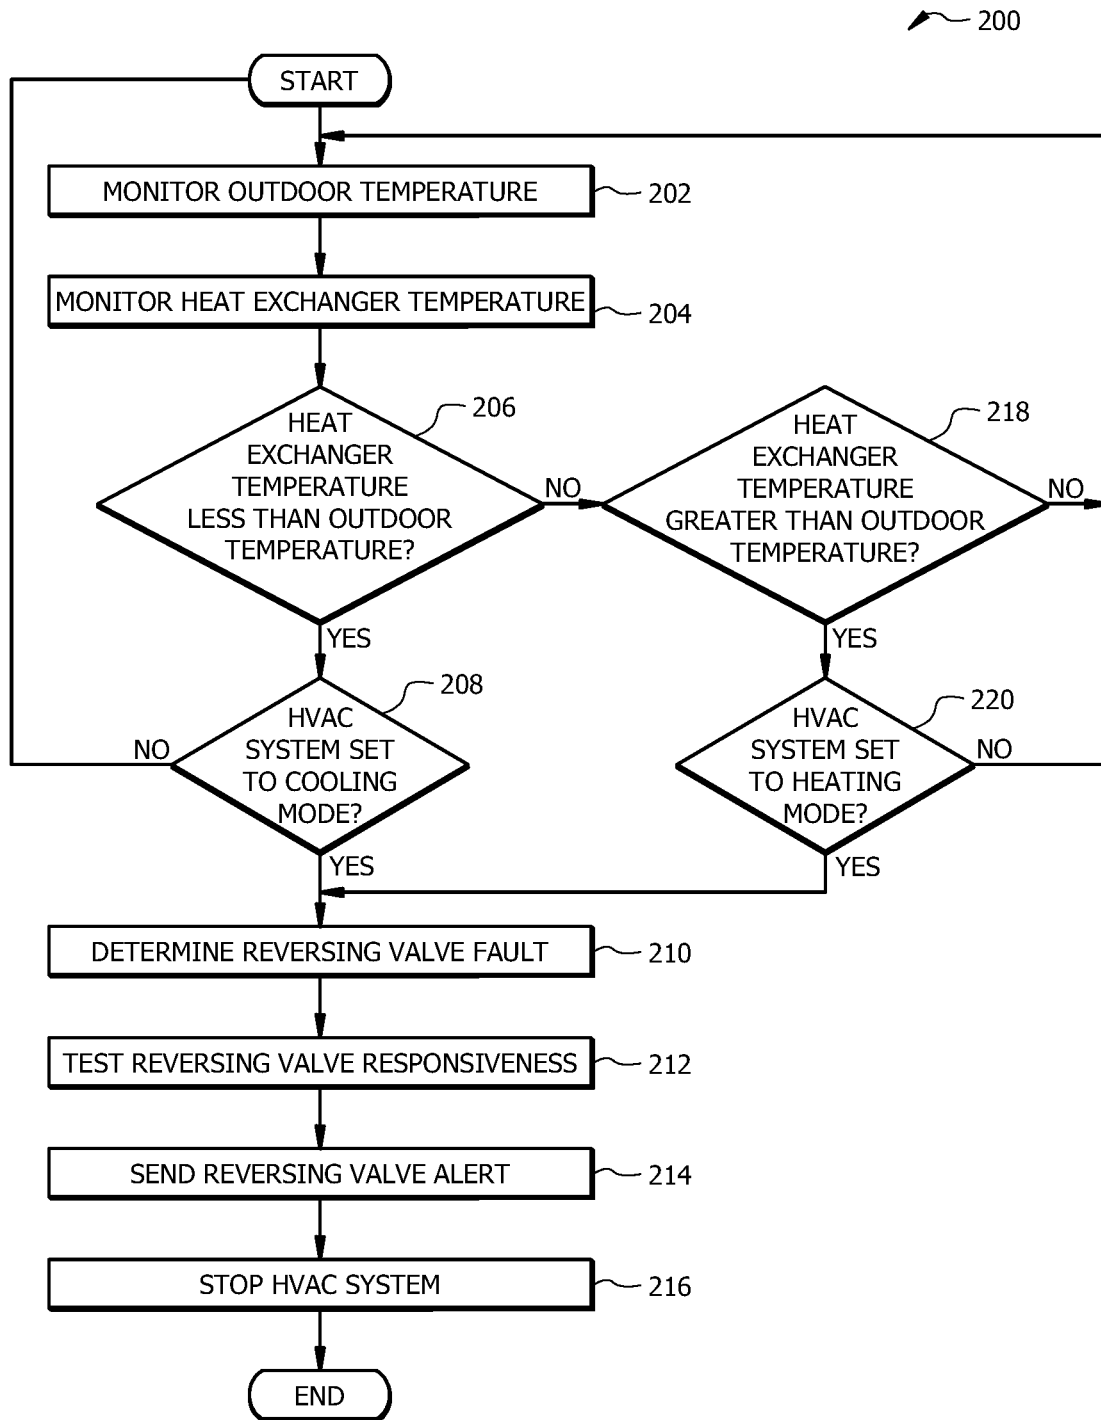 200
START
MONITOR OUTDOOR TEMPERATURE
202
MONITOR HEAT EXCHANGER TEMPERATURE
204
HEAT
EXCHANGER
TEMPERATURE
LESS THAN OUTDOOR
TEMPERATURE?
206
NO
YES
HEAT
EXCHANGER
TEMPERATURE
GREATER THAN OUTDOOR
TEMPERATURE?
218
NO
YES
HVAC
SYSTEM SET
TO COOLING
MODE?
208
NO
YES
HVAC
SYSTEM SET
TO HEATING
MODE?
220
NO
YES
DETERMINE REVERSING VALVE FAULT
210
TEST REVERSING VALVE RESPONSIVENESS
212
SEND REVERSING VALVE ALERT
214
STOP HVAC SYSTEM
216
END